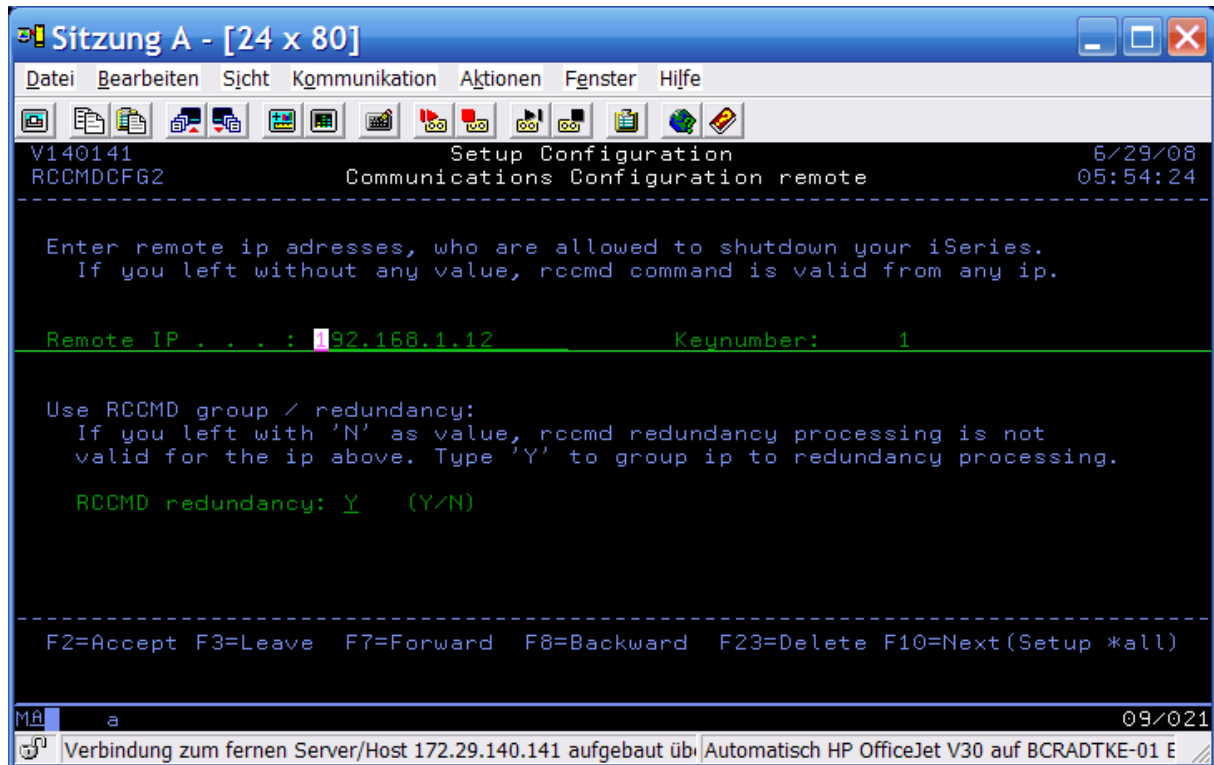 Sitzung A - [24 x 80]
Datei Bearbeiten Sicht Kommunikation Aktionen Fenster Hilfe
V140141 Setup Configuration 6/29/08
RCCMDCFG2 Communications Configuration remote 05:54:24
Enter remote ip adresses, who are allowed to shutdown your iSeries.
If you left without any value, rccmd command is valid from any ip.
Remote IP . . . : 192.168.1.12 Keynumber: 1
Use RCCMD group / redundancy:
If you left with 'N' as value, rccmd redundancy processing is not
valid for the ip above. Type 'Y' to group ip to redundancy processing.
RCCMD redundancy: Y (Y/N)
F2=Accept F3=Leave F7=Forward F8=Backward F23=Delete F10=Next(Setup *all)
MA a 09/021
Verbindung zum fernen Server/Host 172.29.140.141 aufgebaut üb Automatisch HP OfficeJet V30 auf BCRADTKE-01 E